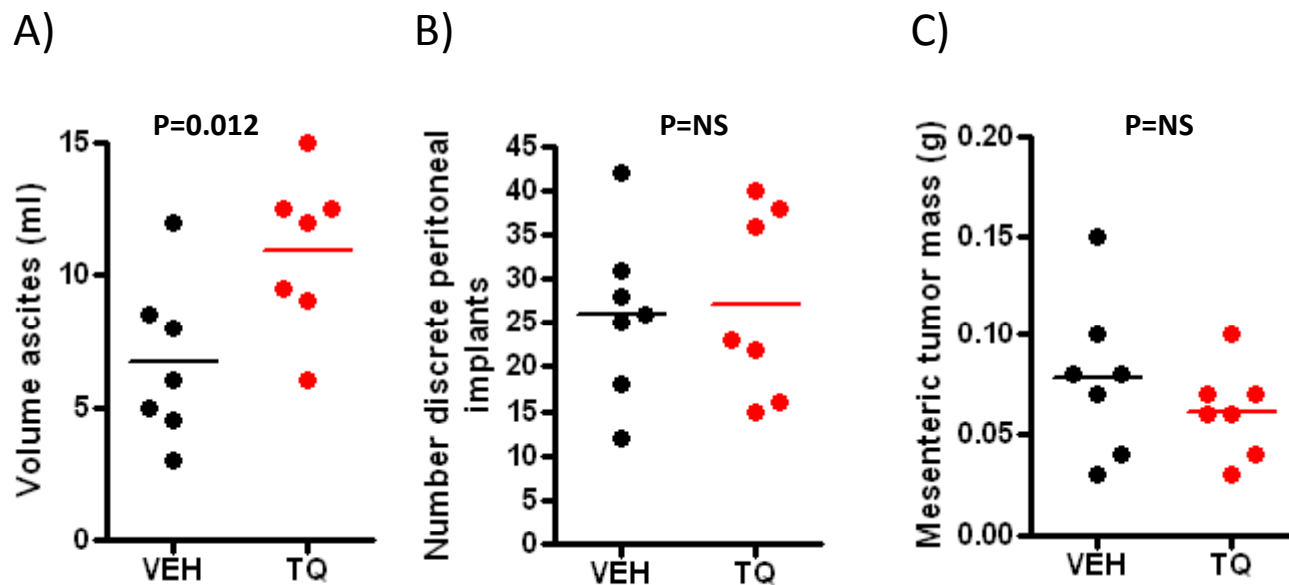 A)
P=0.012
Volume ascites (ml)
15
10
5
0
VEH
TQ
B)
P=NS
Number discrete peritoneal
implants
45
40
35
30
25
20
15
10
5
0
VEH
TQ
C)
P=NS
Mesenteric tumor mass (g)
0.20
0.15
0.10
0.05
0.00
VEH
TQ